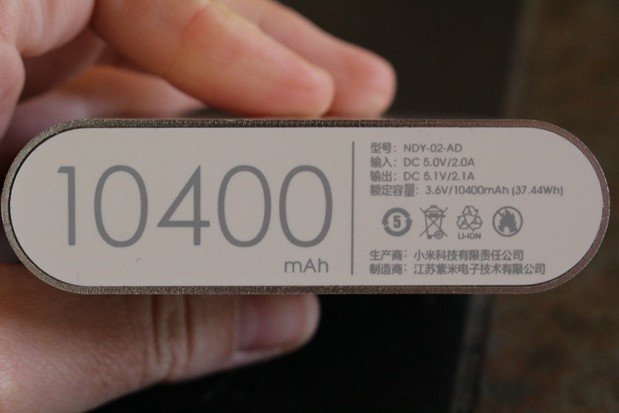 10400
mAh
型号：NDY-02-AD
输入：DC 5.0V/2.0A
输出：DC 5.1V/2.1A
额定容量：3.6V/10400mAh (37.44Wh)
5
LI-ION
生产商：小米科技有限责任公司
制造商：江苏紫米电子技术有限公司